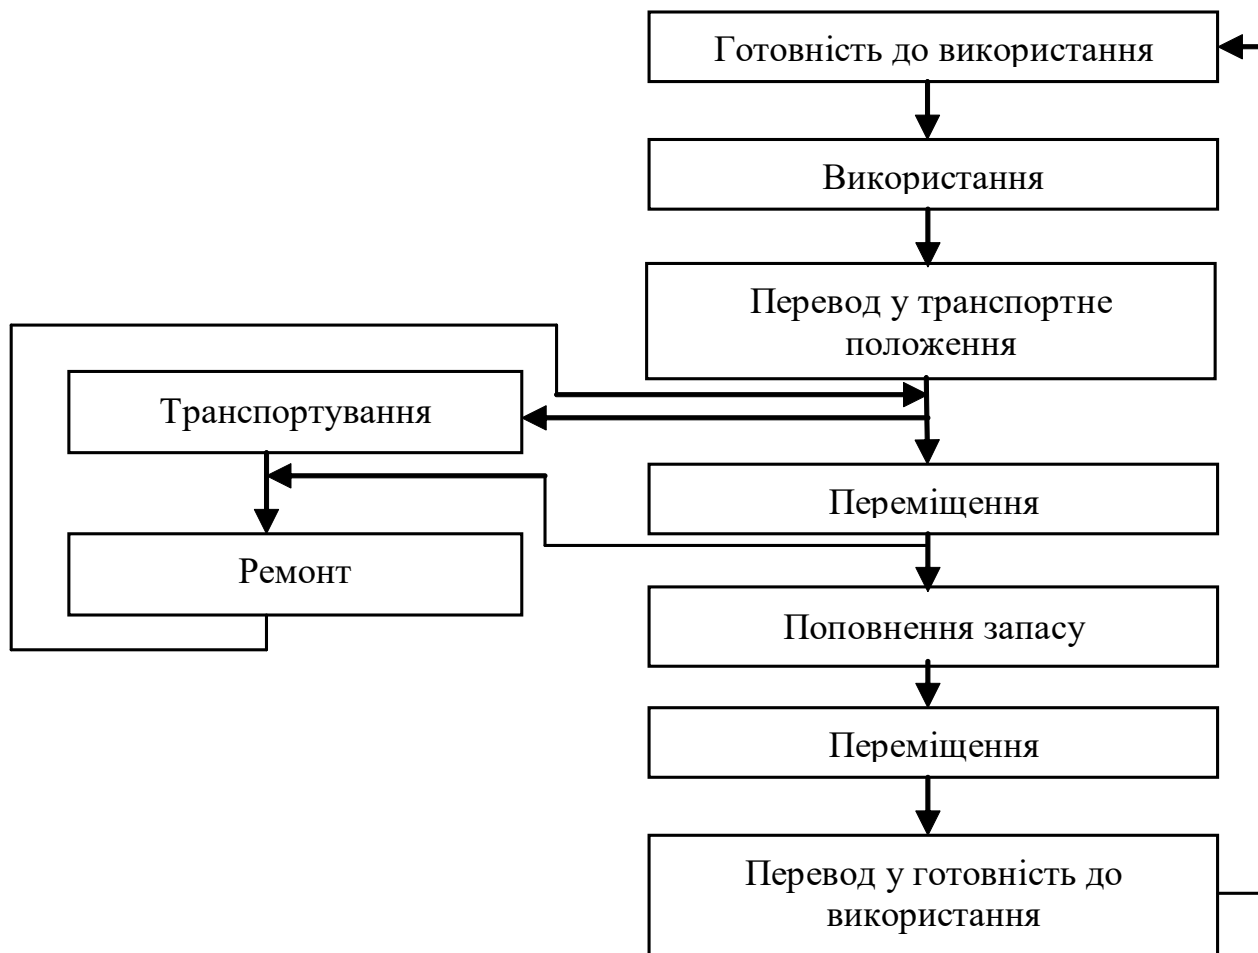 Готовність до використання
Використання
Перевод у транспортне
положення
Транспортування
Переміщення
Ремонт
Поповнення запасу
Переміщення
Перевод у готовність до
використання